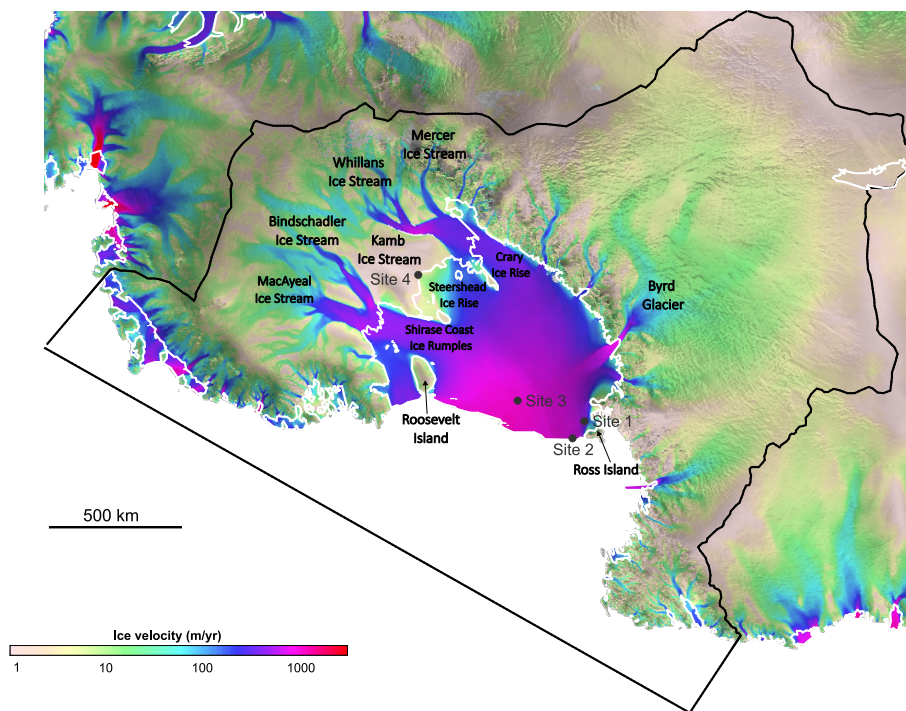 Mercer
Ice Stream
Whillans
Ice Stream
Bindschadler
Ice Stream
Kamb
Ice Stream
Crary
Ice Rise
Site 4
MacAyeal
Ice Stream
Steershead
Ice Rise
Byrd
Glacier
Shirase Coast
Ice Rumples
Site 3
Roosevelt
Island
Site 1
Site 2
Ross Island
500 km
Ice velocity (m/yr)
1 10 100 1000